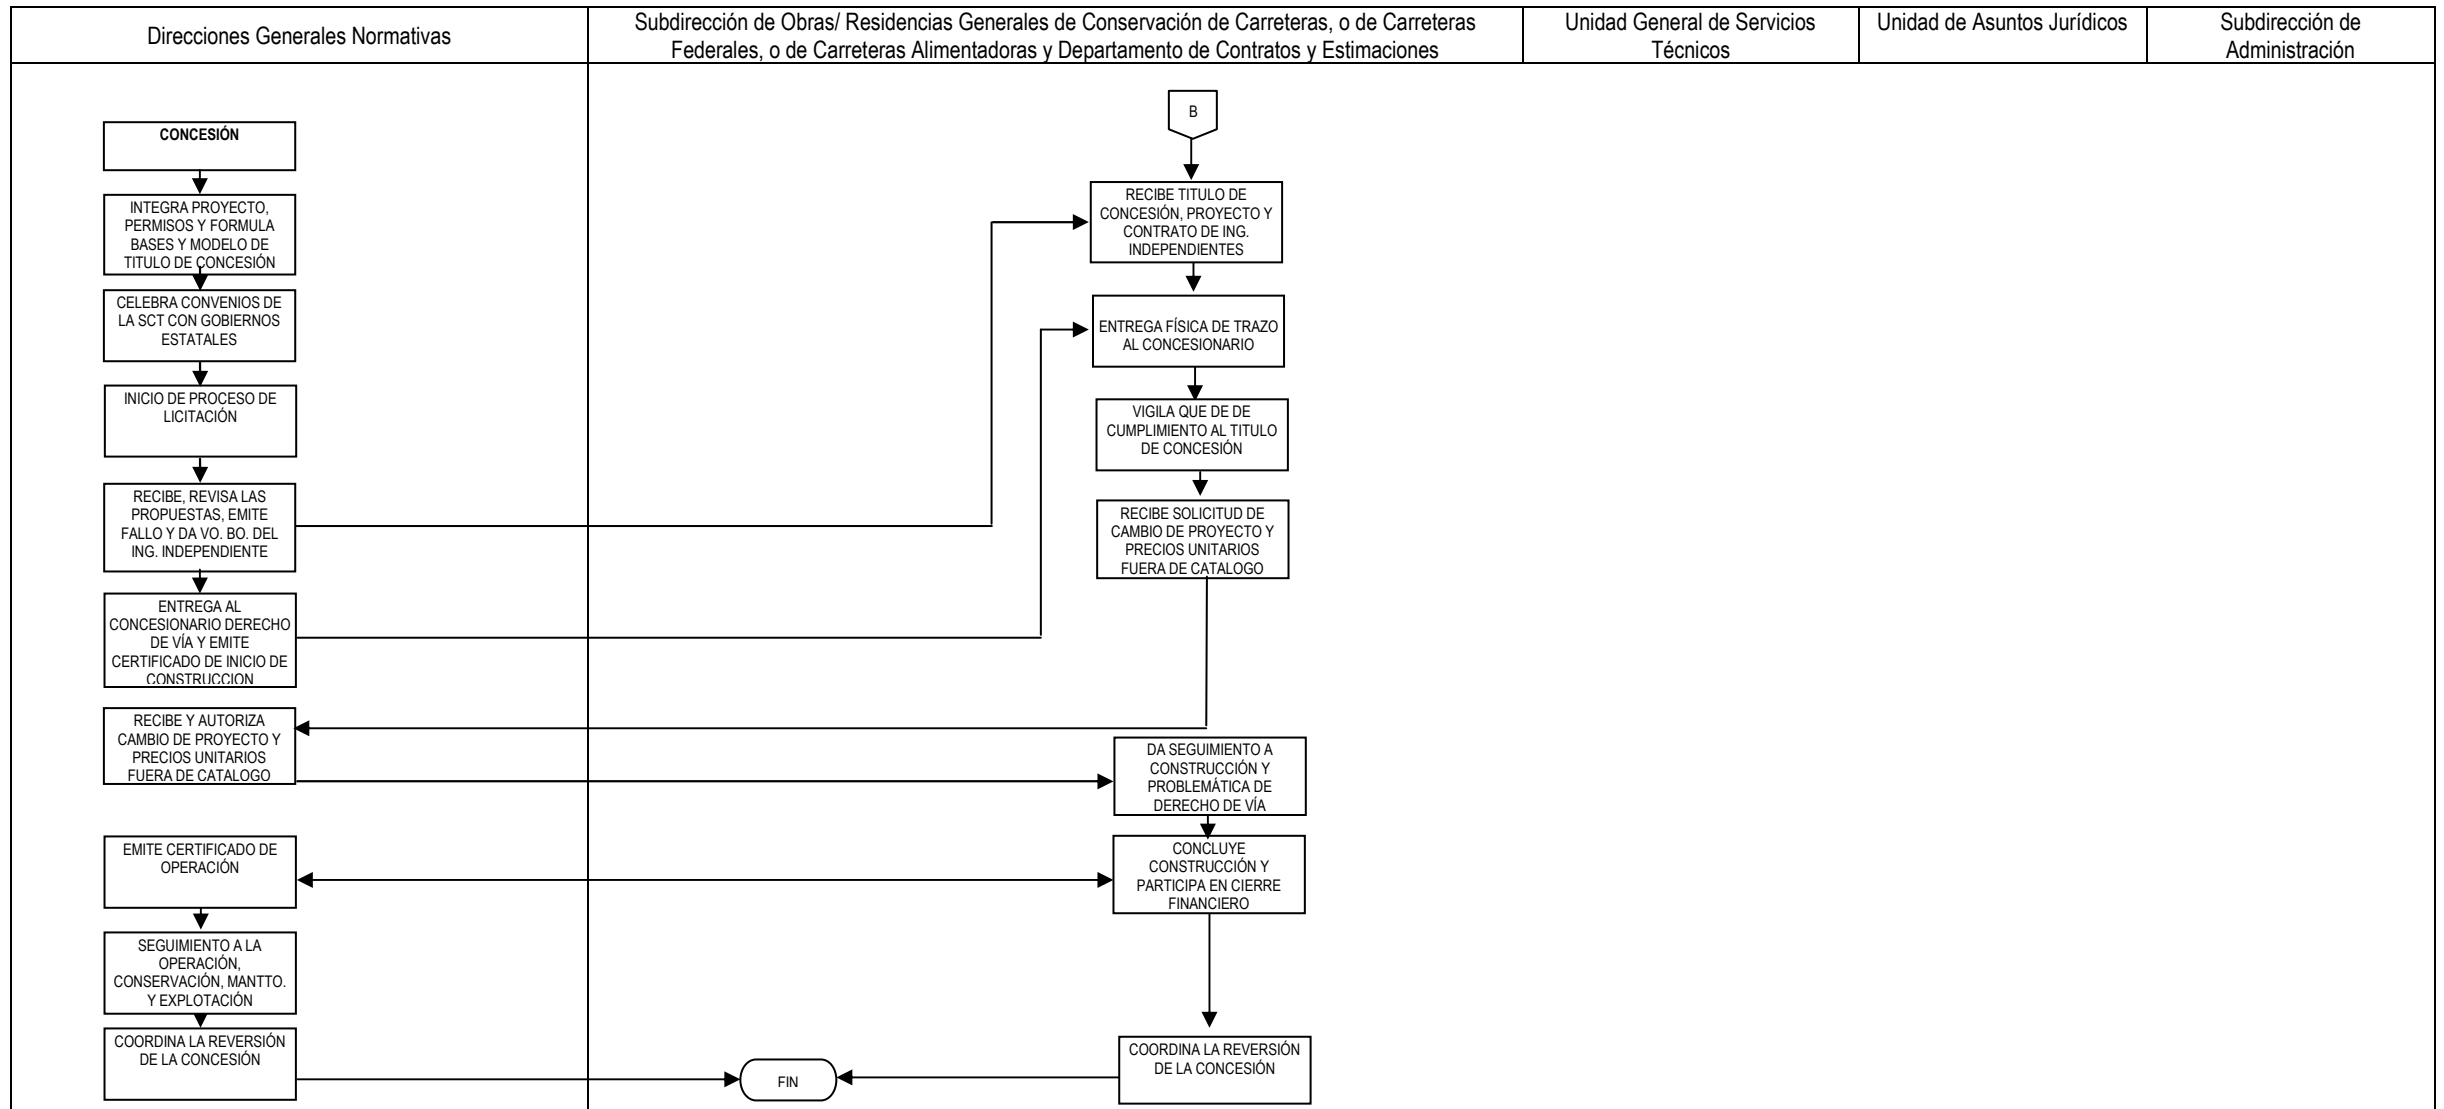 Direcciones Generales Normativas
Subdirección de Obras/ Residencias Generales de Conservación de Carreteras, o de Carreteras
Federales, o de Carreteras Alimentadoras y Departamento de Contratos y Estimaciones
Unidad General de Servicios
Técnicos
Unidad de Asuntos Jurídicos
Subdirección de
Administración
CONCESIÓN
INTEGRA PROYECTO,
PERMISOS Y FORMULA
BASES Y MODELO DE
TITULO DE CONCESIÓN
CELEBRA CONVENIOS DE
LA SCT CON GOBIERNOS
ESTATALES
INICIO DE PROCESO DE
LICITACIÓN
RECIBE, REVISA LAS
PROPUESTAS, EMITE
FALLO Y DA VO. BO. DEL
ING. INDEPENDIENTE
ENTREGA AL
CONCESIONARIO DERECHO
DE VÍA Y EMITE
CERTIFICADO DE INICIO DE
CONSTRUCCION
RECIBE Y AUTORIZA
CAMBIO DE PROYECTO Y
PRECIOS UNITARIOS
FUERA DE CATALOGO
EMITE CERTIFICADO DE
OPERACIÓN
SEGUIMIENTO A LA
OPERACIÓN,
CONSERVACIÓN, MANTTO.
Y EXPLOTACIÓN
COORDINA LA REVERSIÓN
DE LA CONCESIÓN
B
RECIBE TITULO DE
CONCESIÓN, PROYECTO Y
CONTRATO DE ING.
INDEPENDIENTES
ENTREGA FÍSICA DE TRAZO
AL CONCESIONARIO
VIGILA QUE DE DE
CUMPLIMIENTO AL TITULO
DE CONCESIÓN
RECIBE SOLICITUD DE
CAMBIO DE PROYECTO Y
PRECIOS UNITARIOS
FUERA DE CATALOGO
DA SEGUIMIENTO A
CONSTRUCCIÓN Y
PROBLEMÁTICA DE
DERECHO DE VÍA
CONCLUYE
CONSTRUCCIÓN Y
PARTICIPA EN CIERRE
FINANCIERO
COORDINA LA REVERSIÓN
DE LA CONCESIÓN
FIN